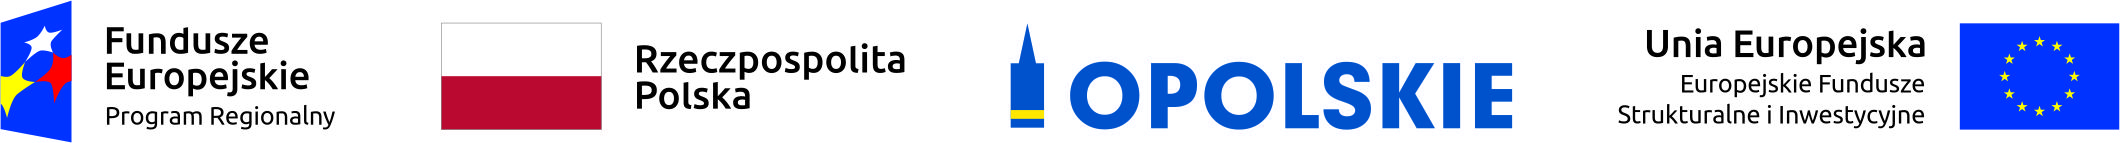 Fundusze
Europejskie
Program Regionalny
Rzeczpospolita
Polska
OPOLSKIE
Unia Europejska
Europejskie Fundusze
Strukturalne i Inwestycyjne